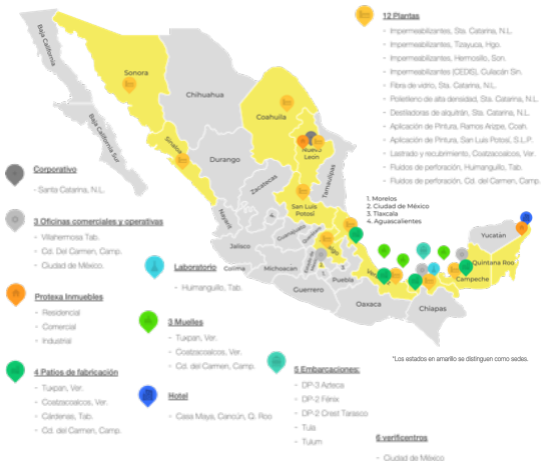 12 Plantas
- Impermeabilizantes, Sta. Catarina, N.L.
- Impermeabilizantes, Tizayuca, Hgo.
- Impermeabilizantes, Hermosillo, Son.
- Impermeabilizantes (CEDIS), Culiacán Sin.
- Fibra de vidrio, Sta. Catarina, N.L.
- Polietileno de alta densidad, Sta. Catarina, N.L.
- Destiladoras de alquitrán, Sta. Catarina, N.L.
- Aplicación de Pintura, Ramos Arizpe, Coah.
- Aplicación de Pintura, San Luis Potosí, S.L.P.
- Lastrado y recubrimiento, Coatzacoalcos, Ver.
- Fluidos de perforación, Huimanguillo, Tab.
- Fluidos de perforación, Cd. del Carmen, Camp.
Baja California
Sonora
Chihuahua
Coahuila
Baja California Sur
Sinaloa
Durango
Nuevo León
Tamaulipas
Zacatecas
San Luis Potosí
Nayarit
4
Jalisco
Guanajuato
Colima
Michoacan
Guerrero
Puebla
Oaxaca
Chiapas
Campeche
Yucatán
Quintana Roo
1. Morelos
2. Ciudad de México
3. Tlaxcala
4. Aguascalientes
Corporativo
- Santa Catarina, N.L.
3 Oficinas comerciales y operativas
- Villahermosa Tab.
- Cd. Del Carmen, Camp.
- Ciudad de México.
Protexa Inmuebles
- Residencial
- Comercial
- Industrial
4 Patios de fabricación
- Tuxpan, Ver.
- Coatzacoalcos, Ver.
- Cárdenas, Tab.
- Cd. del Carmen, Camp.
Laboratorio
- Huimanguillo, Tab.
3 Muelles
- Tuxpan, Ver.
- Coatzacoalcos, Ver.
- Cd. del Carmen, Camp.
Hotel
- Casa Maya, Cancún, Q. Roo
5 Embarcaciones:
- DP-3 Azteca
- DP-2 Fénix
- DP-2 Crest Tarasco
- Tula
- Tulum
*Los estados en amarillo se distinguen como sedes.
6 verificentros
- Ciudad de México